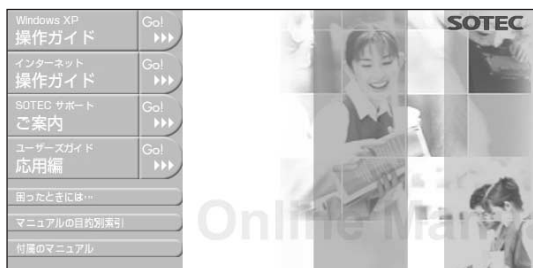 Windows XP
操作ガイド
Go!
インターネット
操作ガイド
Go!
SOTEC サポート
ご案内
Go!
ユーザーズガイド
応用編
Go!
困ったときには…
マニュアルの目的別索引
付属のマニュアル
SOTEC
Online Manua